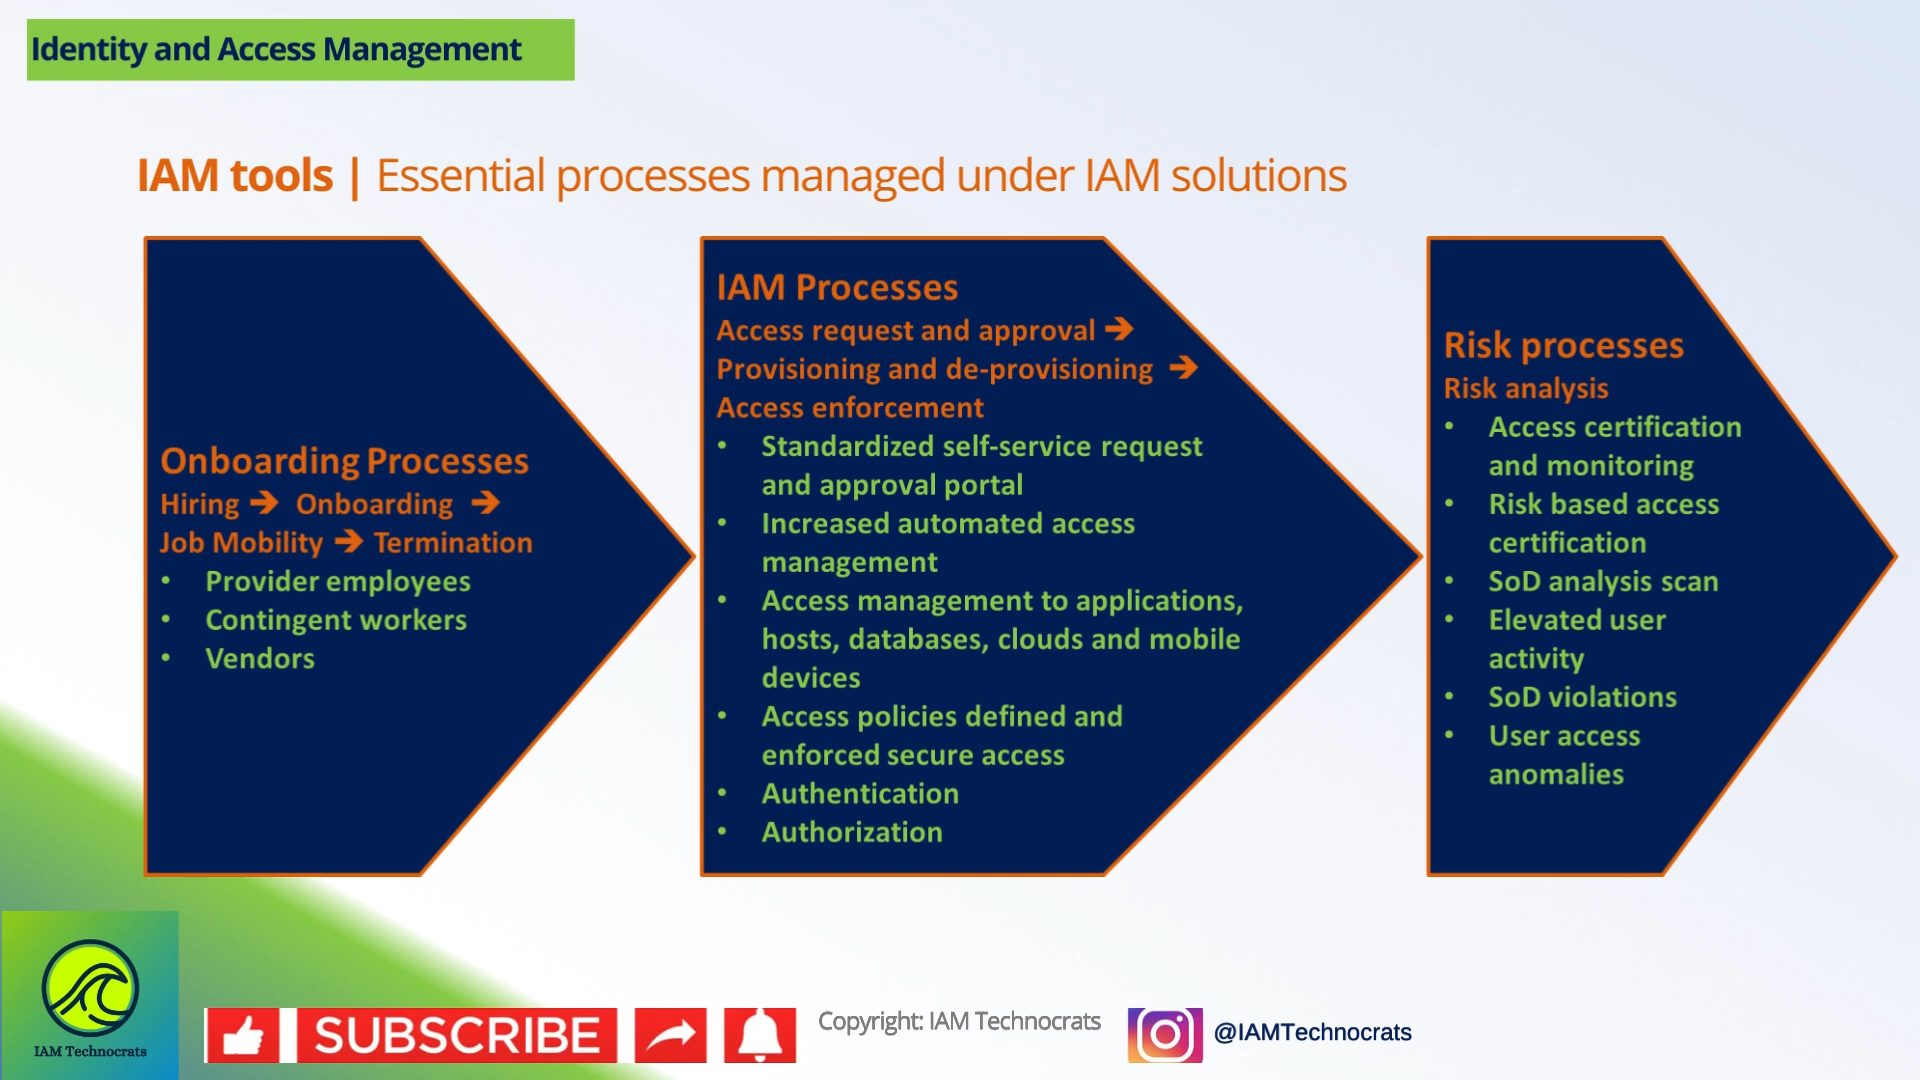 Identity and Access Management
IAM tools | Essential processes managed under IAM solutions
Onboarding Processes
Hiring ➔ Onboarding ➔
Job Mobility ➔ Termination
• Provider employees
• Contingent workers
• Vendors
IAM Processes
Access request and approval ➔
Provisioning and de-provisioning ➔
Access enforcement
• Standardized self-service request
and approval portal
• Increased automated access
management
• Access management to applications,
hosts, databases, clouds and mobile
devices
• Access policies defined and
enforced secure access
• Authentication
• Authorization
Risk processes
Risk analysis
• Access certification
and monitoring
• Risk based access
certification
• SoD analysis scan
• Elevated user
activity
• SoD violations
• User access
anomalies
IAM Technocrats
SUBSCRIBE
Copyright: IAM Technocrats
@IAMTechnocrats